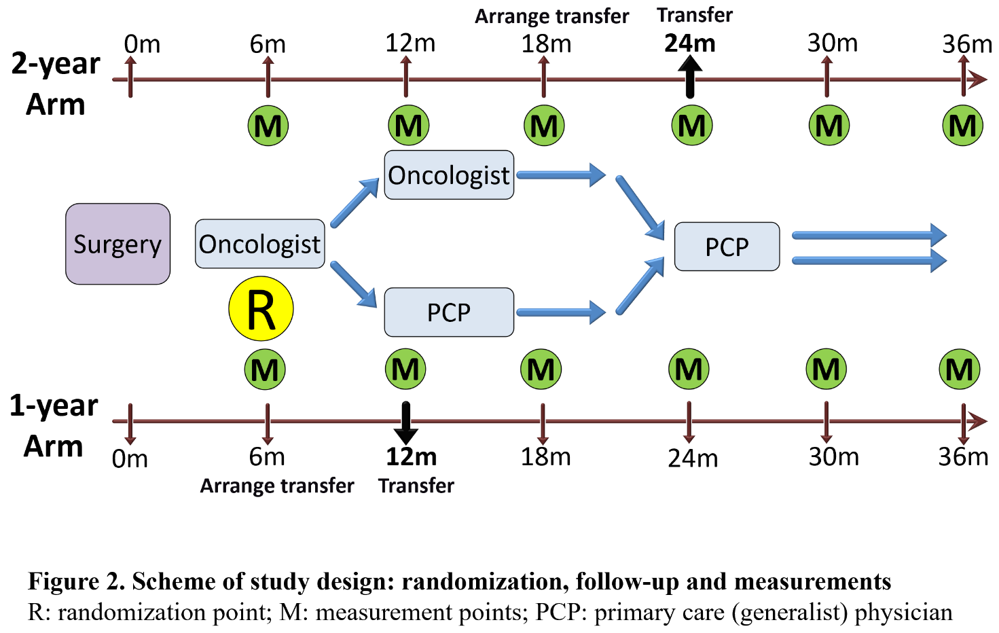 Arrange transfer Transfer
0m 6m 12m 18m 24m 30m 36m
2-year
Arm
M M M M M M
Oncologist
Surgery Oncologist PCP
R
PCP
M M M M M M
1-year
Arm
0m 6m 12m 18m 24m 30m 36m
Arrange transfer Transfer
Figure 2. Scheme of study design: randomization, follow-up and measurements
R: randomization point; M: measurement points; PCP: primary care (generalist) physician